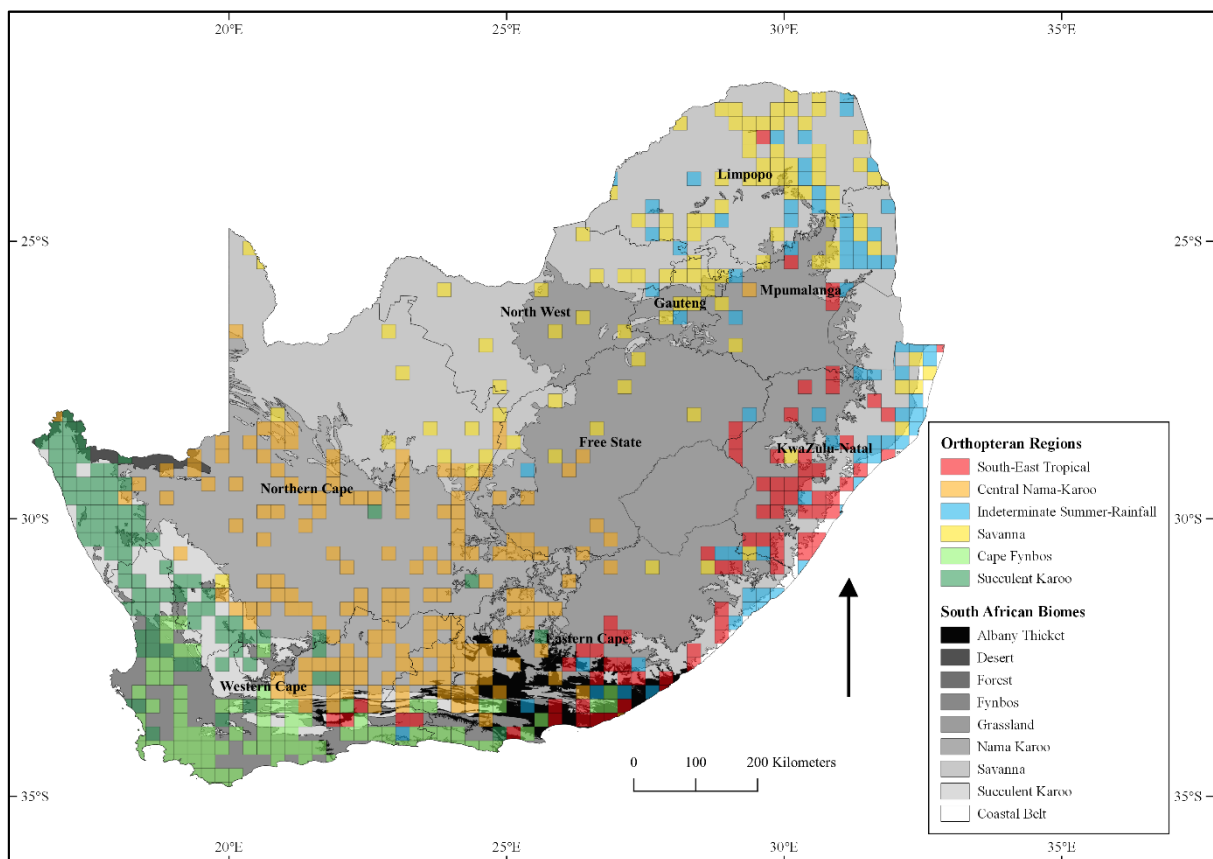 20°E 25°E 30°E 35°E
25°S 25°S
30°S 30°S
35°S 35°S
Limpopo
North West
Gauteng
Mpumalanga
Free State
KwaZulu-Natal
Northern Cape
Eastern Cape
Western Cape
0 100 200 Kilometers
Orthopteran Regions
South-East Tropical
Central Nama-Karoo
Indeterminate Summer-Rainfall
Savanna
Cape Fynbos
Succulent Karoo
South African Biomes
Albany Thicket
Desert
Forest
Fynbos
Grassland
Nama Karoo
Savanna
Succulent Karoo
Coastal Belt
20°E 25°E 30°E 35°E